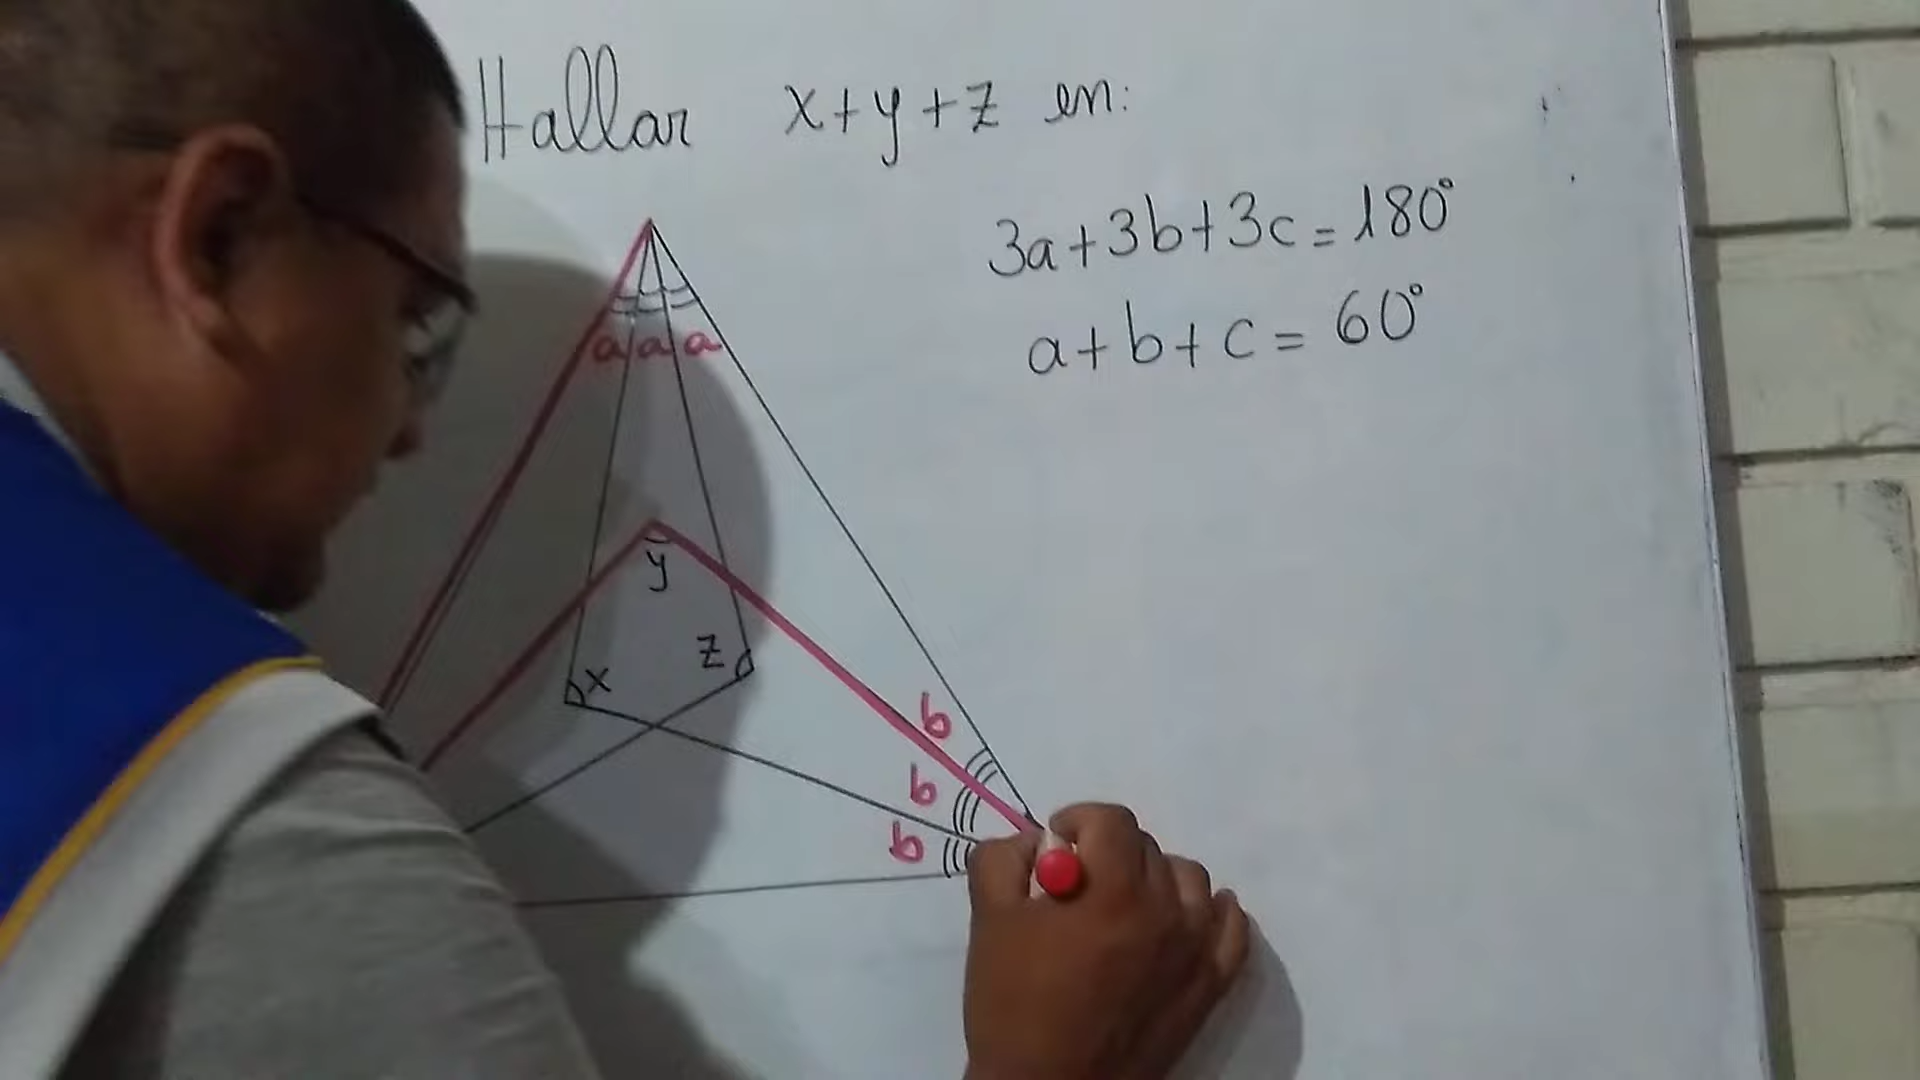 Hallar x+y+z en:
3a+3b+3c=180°
a+b+c=60°
a a a
y
z
x
b
b
b